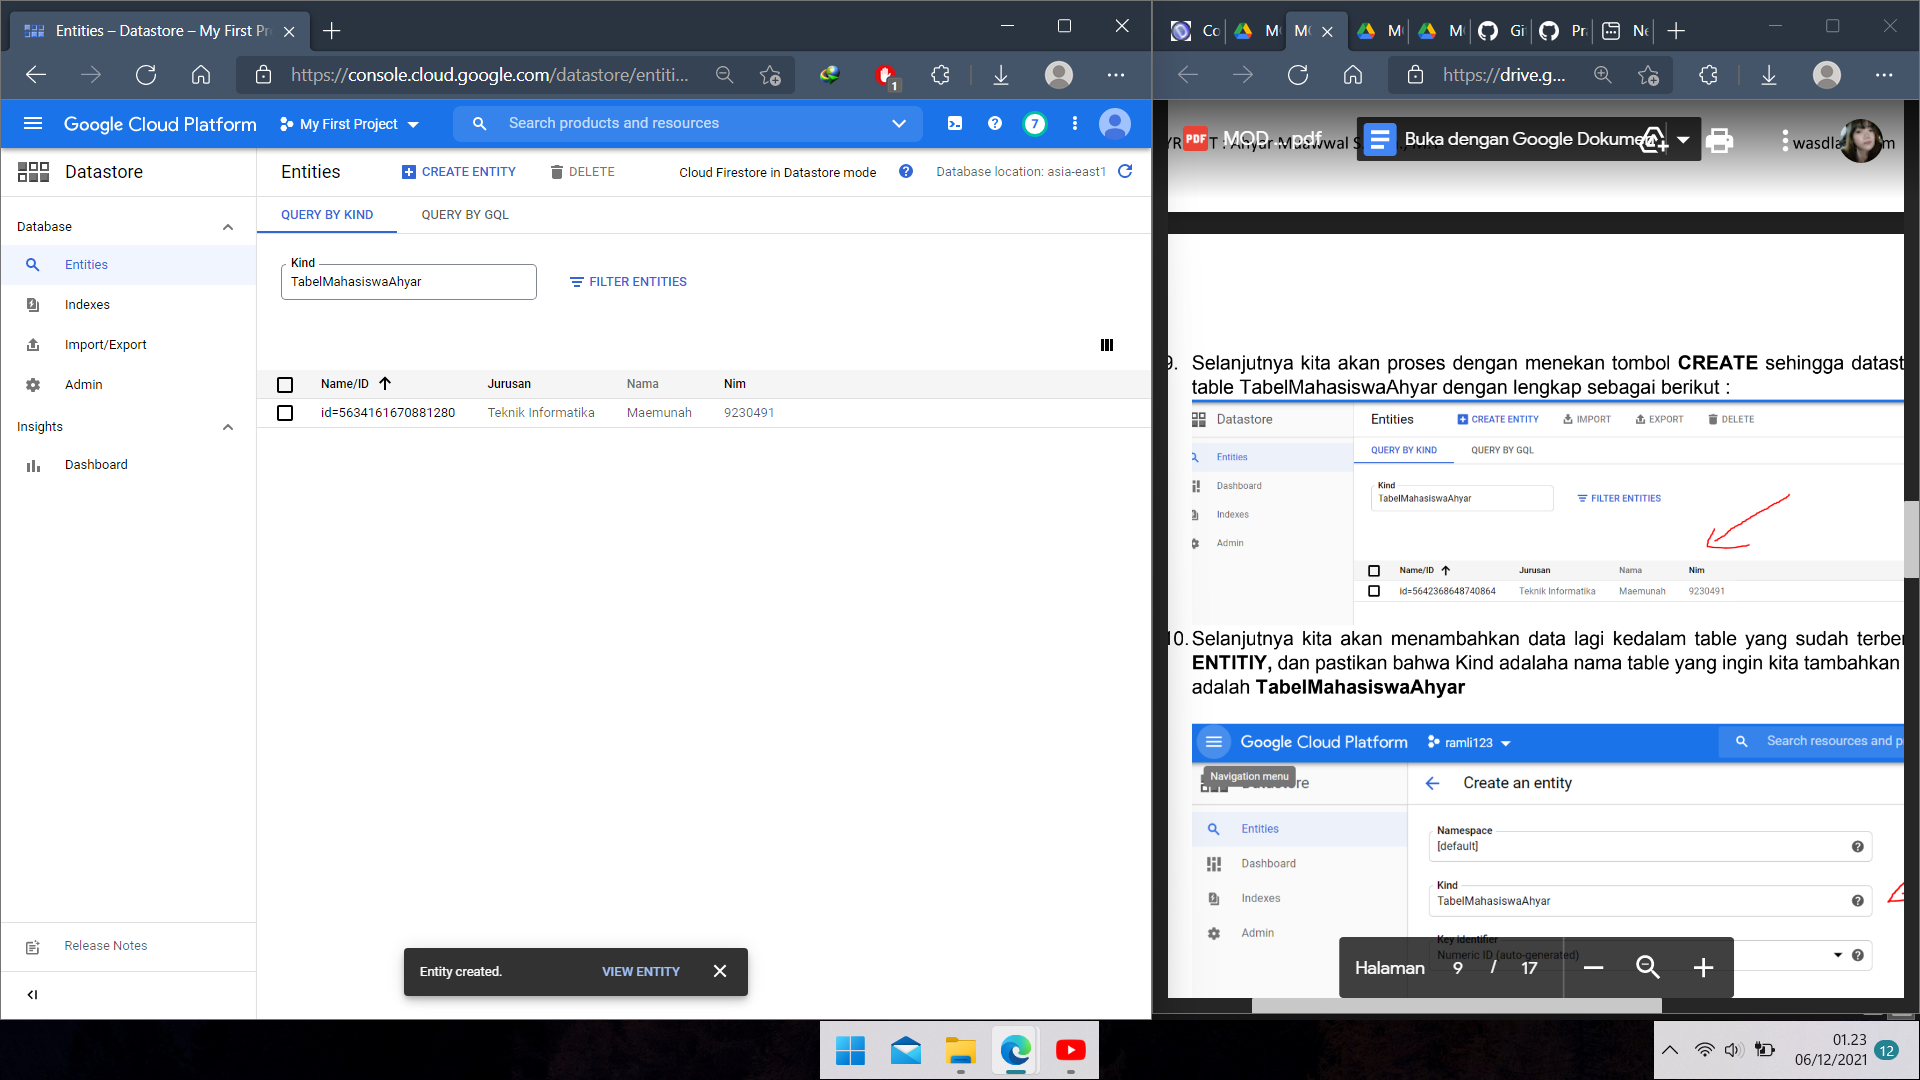 Entities – Datastore – My First Pr
https://console.cloud.google.com/datastore/entiti...
1
Google Cloud Platform
My First Project
Search products and resources
7
Datastore
Entities
CREATE ENTITY
DELETE
Cloud Firestore in Datastore mode
Database location: asia-east1
Database
Entities
Indexes
Import/Export
Admin
Insights
Dashboard
Release Notes
QUERY BY KIND
QUERY BY GQL
Kind
TabelMahasiswaAhyar
FILTER ENTITIES
Name/ID
Jurusan
Nama
Nim
id=5634161670881280
Teknik Informatika
Maemunah
9230491
Entity created.
VIEW ENTITY
Co
M
Gi
Pr
Ne
https://drive.g...
PDF
MOD ... .pdf
Buka dengan Google Dokumen
9. Selanjutnya kita akan proses dengan menekan tombol CREATE sehingga datast
table TabelMahasiswaAhyar dengan lengkap sebagai berikut :
Datastore
Entities
CREATE ENTITY
IMPORT
EXPORT
DELETE
Entities
Dashboard
Indexes
Admin
QUERY BY KIND
QUERY BY GQL
Kind
TabelMahasiswaAhyar
FILTER ENTITIES
Name/ID
Jurusan
Nama
Nim
id=5642368648740864
Teknik Informatika
Maemunah
9230491
10. Selanjutnya kita akan menambahkan data lagi kedalam table yang sudah terber
ENTITIY, dan pastikan bahwa Kind adalaha nama table yang ingin kita tambahkan
adalah TabelMahasiswaAhyar
Google Cloud Platform
ramli123
Search resources and p
Navigation menu
Create an entity
Entities
Dashboard
Indexes
Admin
Namespace
[default]
Kind
TabelMahasiswaAhyar
Key identifier
Numeric ID (auto-generated)
Halaman 9 / 17
01.23
06/12/2021
12